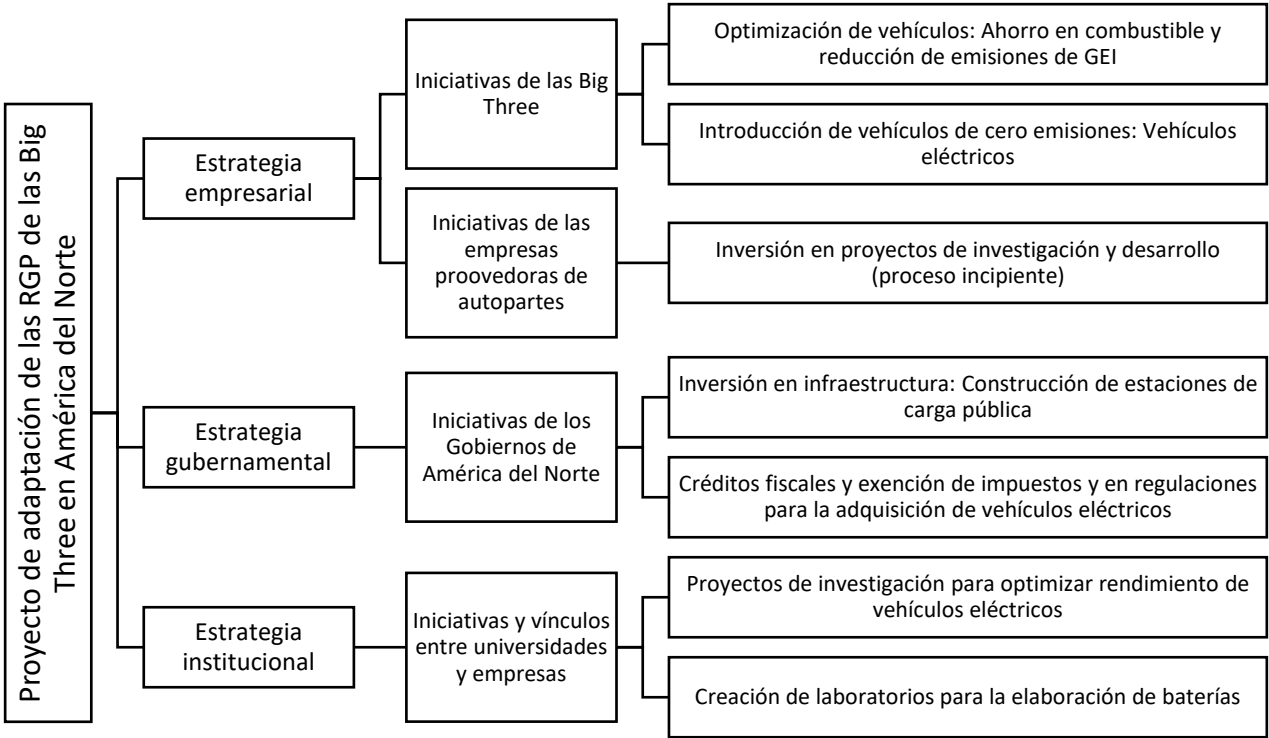 Proyecto de adaptación de las RGP de las Big
Three en América del Norte
Estrategia
empresarial
Iniciativas de las Big
Three
Optimización de vehículos: Ahorro en combustible y
reducción de emisiones de GEI
Introducción de vehículos de cero emisiones: Vehículos
eléctricos
Iniciativas de las
empresas
proovedoras de
autopartes
Inversión en proyectos de investigación y desarrollo
(proceso incipiente)
Estrategia
gubernamental
Iniciativas de los
Gobiernos de
América del Norte
Inversión en infraestructura: Construcción de estaciones de
carga pública
Créditos fiscales y exención de impuestos y en regulaciones
para la adquisición de vehículos eléctricos
Estrategia
institucional
Iniciativas y vínculos
entre universidades
y empresas
Proyectos de investigación para optimizar rendimiento de
vehículos eléctricos
Creación de laboratorios para la elaboración de baterías